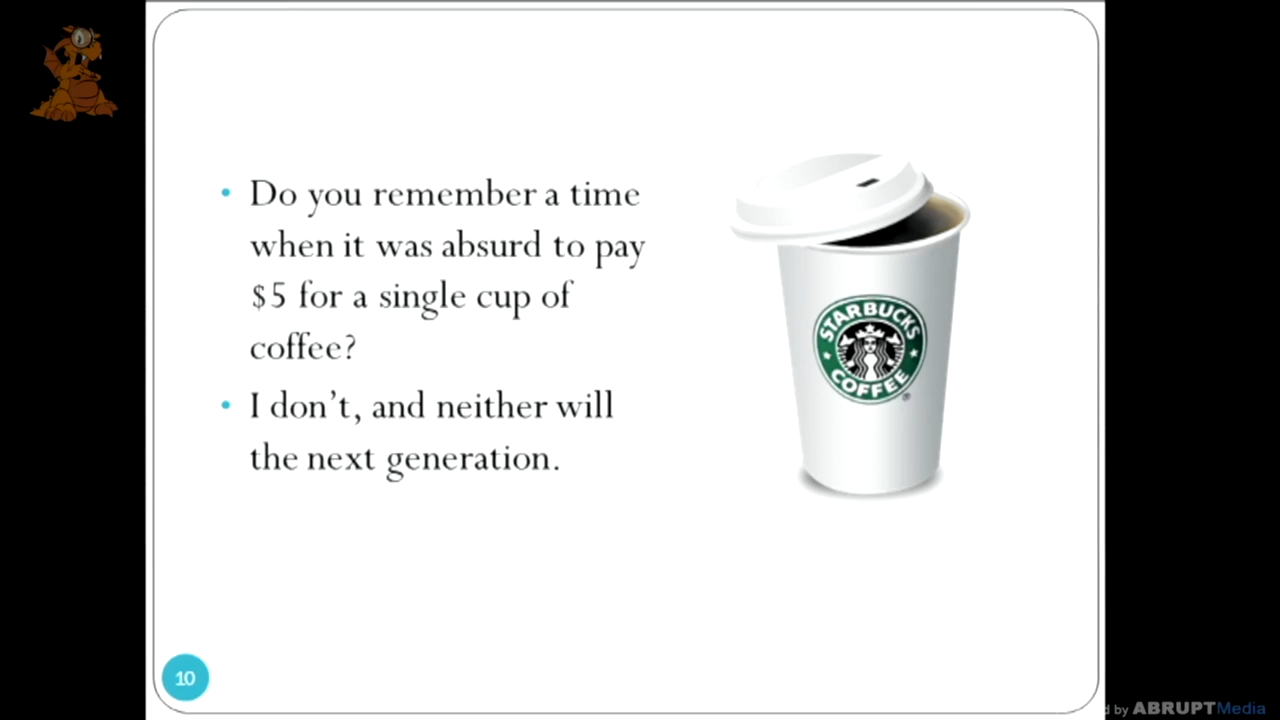 • Do you remember a time
when it was absurd to pay
$5 for a single cup of
coffee?
• I don’t, and neither will
the next generation.
STARBUCKS
COFFEE
®
10
d by ABRUPTMedia